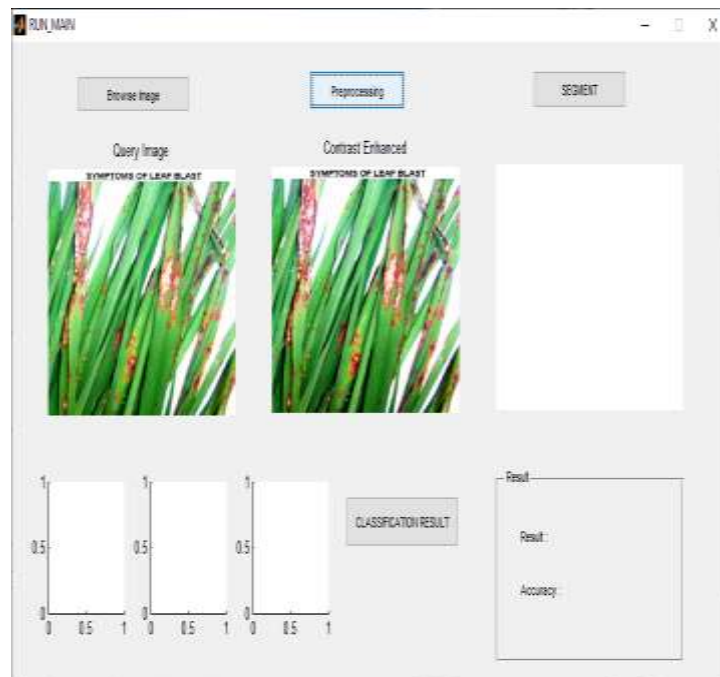 RUN_MAIN
Browse Image
Preprocessing
SEGMENT
Query Image
Contrast Enhanced
SYMPTOMS OF LEAF BLAST
SYMPTOMS OF LEAF BLAST
1
0.5
0
0 0.5 1
1
0.5
0
0 0.5 1
1
0.5
0
0 0.5 1
CLASSIFICATION RESULT
Result
Result :
Accuracy :